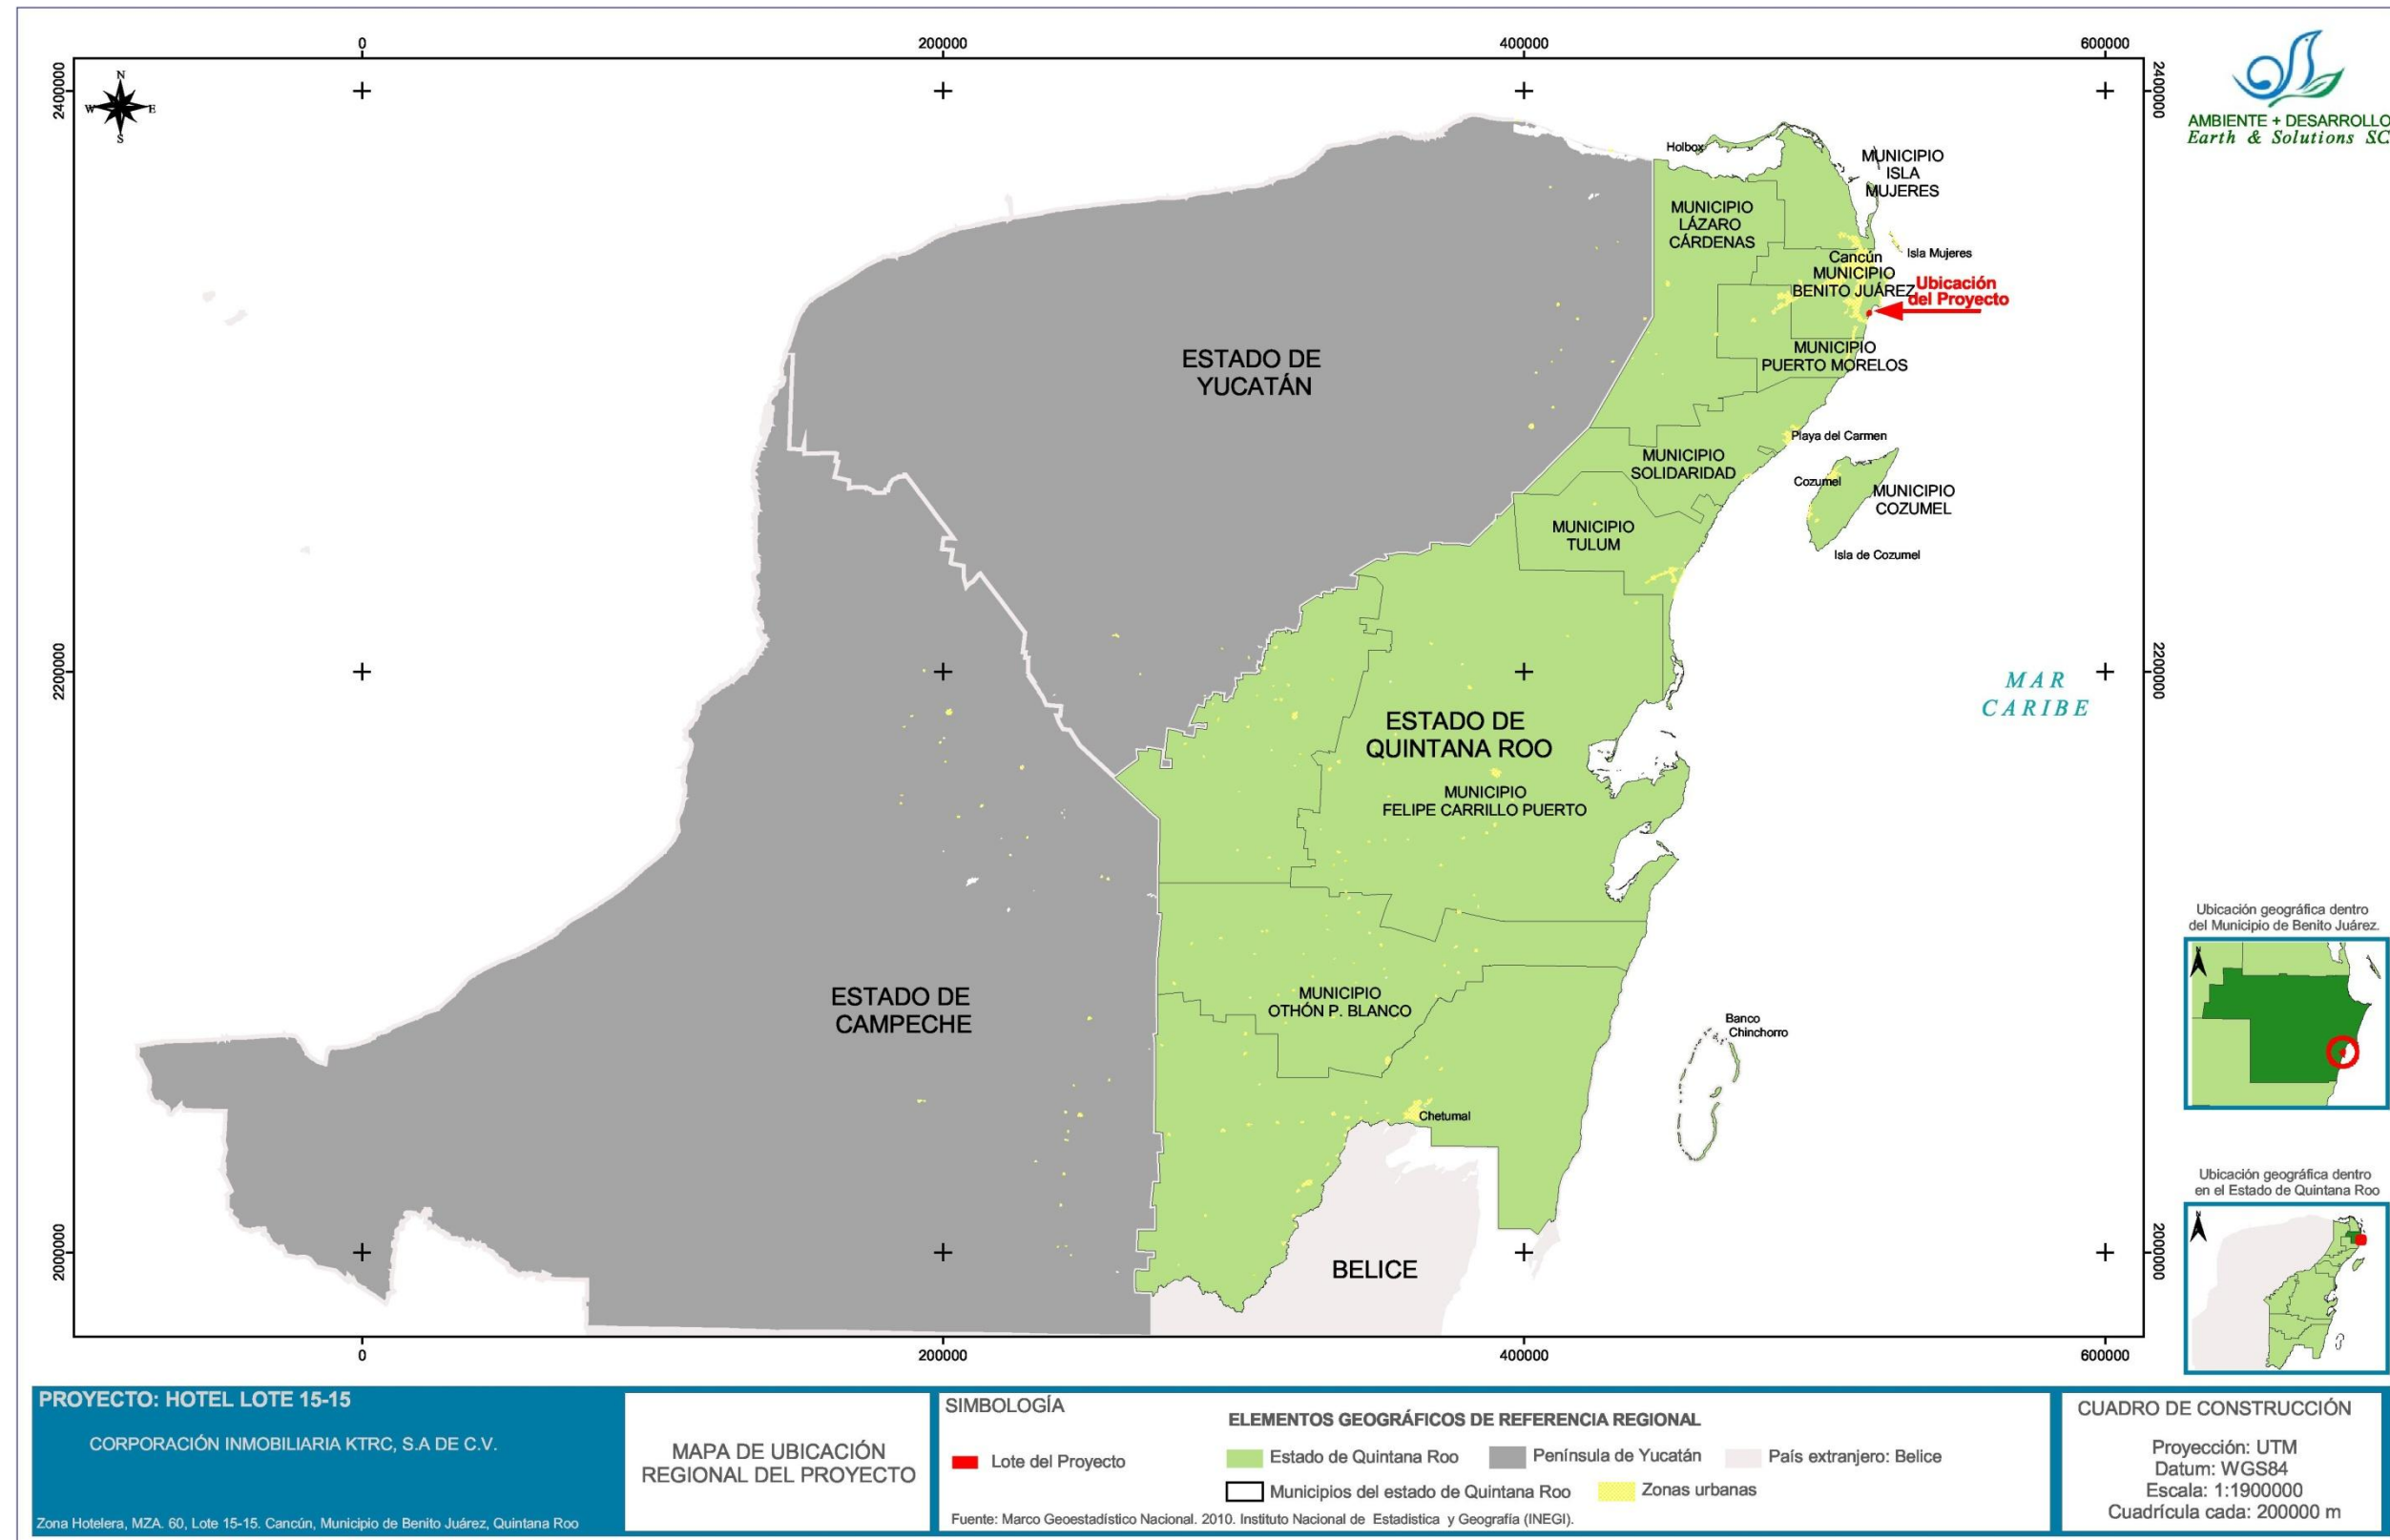 0
200000
400000
600000
2400000
2400000
N
W
E
S
AMBIENTE + DESARROLLO
Earth & Solutions SC
Holbox
MUNICIPIO
ISLA
MUJERES
MUNICIPIO
LÁZARO
CÁRDENAS
Isla Mujeres
Cancún
MUNICIPIO
BENITO JUÁREZ
Ubicación
del Proyecto
MUNICIPIO
PUERTO MORELOS
ESTADO DE
YUCATÁN
Playa del Carmen
MUNICIPIO
SOLIDARIDAD
Cozumel
MUNICIPIO
COZUMEL
MUNICIPIO
TULUM
Isla de Cozumel
2200000
2200000
MAR
CARIBE
ESTADO DE
QUINTANA ROO
MUNICIPIO
FELIPE CARRILLO PUERTO
ESTADO DE
CAMPECHE
MUNICIPIO
OTHÓN P. BLANCO
Banco
Chinchorro
Chetumal
BELICE
2000000
2000000
0
200000
400000
600000
Ubicación geográfica dentro
del Municipio de Benito Juárez.
N
Ubicación geográfica dentro
en el Estado de Quintana Roo
N
PROYECTO: HOTEL LOTE 15-15
CORPORACIÓN INMOBILIARIA KTRC, S.A DE C.V.
Zona Hotelera, MZA. 60, Lote 15-15. Cancún, Municipio de Benito Juárez, Quintana Roo
MAPA DE UBICACIÓN
REGIONAL DEL PROYECTO
SIMBOLOGÍA
ELEMENTOS GEOGRÁFICOS DE REFERENCIA REGIONAL
Lote del Proyecto
Estado de Quintana Roo
Península de Yucatán
País extranjero: Belice
Municipios del estado de Quintana Roo
Zonas urbanas
Fuente: Marco Geoestadístico Nacional. 2010. Instituto Nacional de Estadistica y Geografía (INEGI).
CUADRO DE CONSTRUCCIÓN
Proyección: UTM
Datum: WGS84
Escala: 1:1900000
Cuadrícula cada: 200000 m